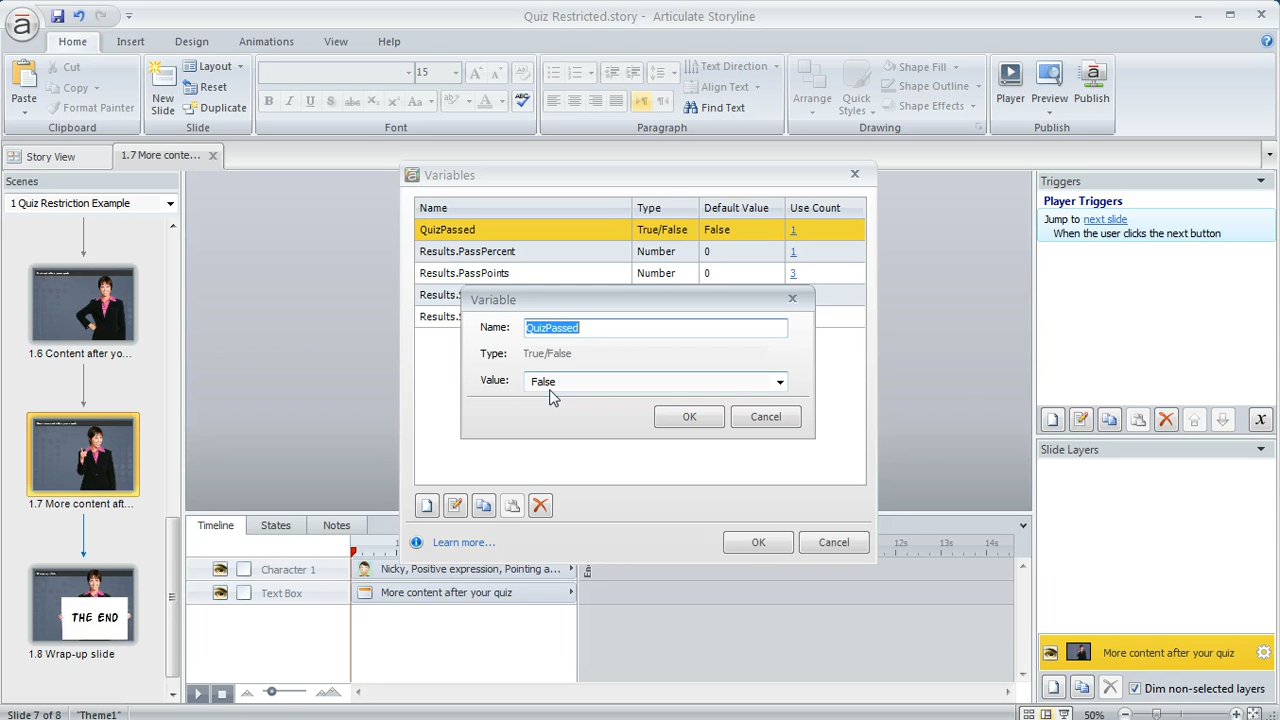 Quiz Restricted.story - Articulate Storyline
Home Insert Design Animations View Help
Paste
Cut
Copy
Format Painter
Clipboard
New Slide
Layout
Reset
Duplicate
Slide
15
B I U S abc Aa
Font
Text Direction
Align Text
Find Text
Paragraph
Arrange
Quick Styles
Shape Fill
Shape Outline
Shape Effects
Drawing
Player
Preview
Publish
Publish
Story View
1.7 More conte...
Scenes
1 Quiz Restriction Example
1.6 Content after yo...
1.7 More content aft...
THE END
1.8 Wrap-up slide
Variables
Name Type Default Value Use Count
QuizPassed True/False False 1
Results.PassPercent Number 0 1
Results.PassPoints Number 0 3
Results.S
Results.S
Variable
Name: QuizPassed
Type: True/False
Value: False
OK Cancel
Learn more...
OK Cancel
Triggers
Player Triggers
Jump to next slide
When the user clicks the next button
x
Slide Layers
More content after your quiz
Dim non-selected layers
Timeline States Notes
12s 13s 14s
Character 1 Nicky, Positive expression, Pointing a...
Text Box More content after your quiz
End
Slide 7 of 8 "Theme1" 50%